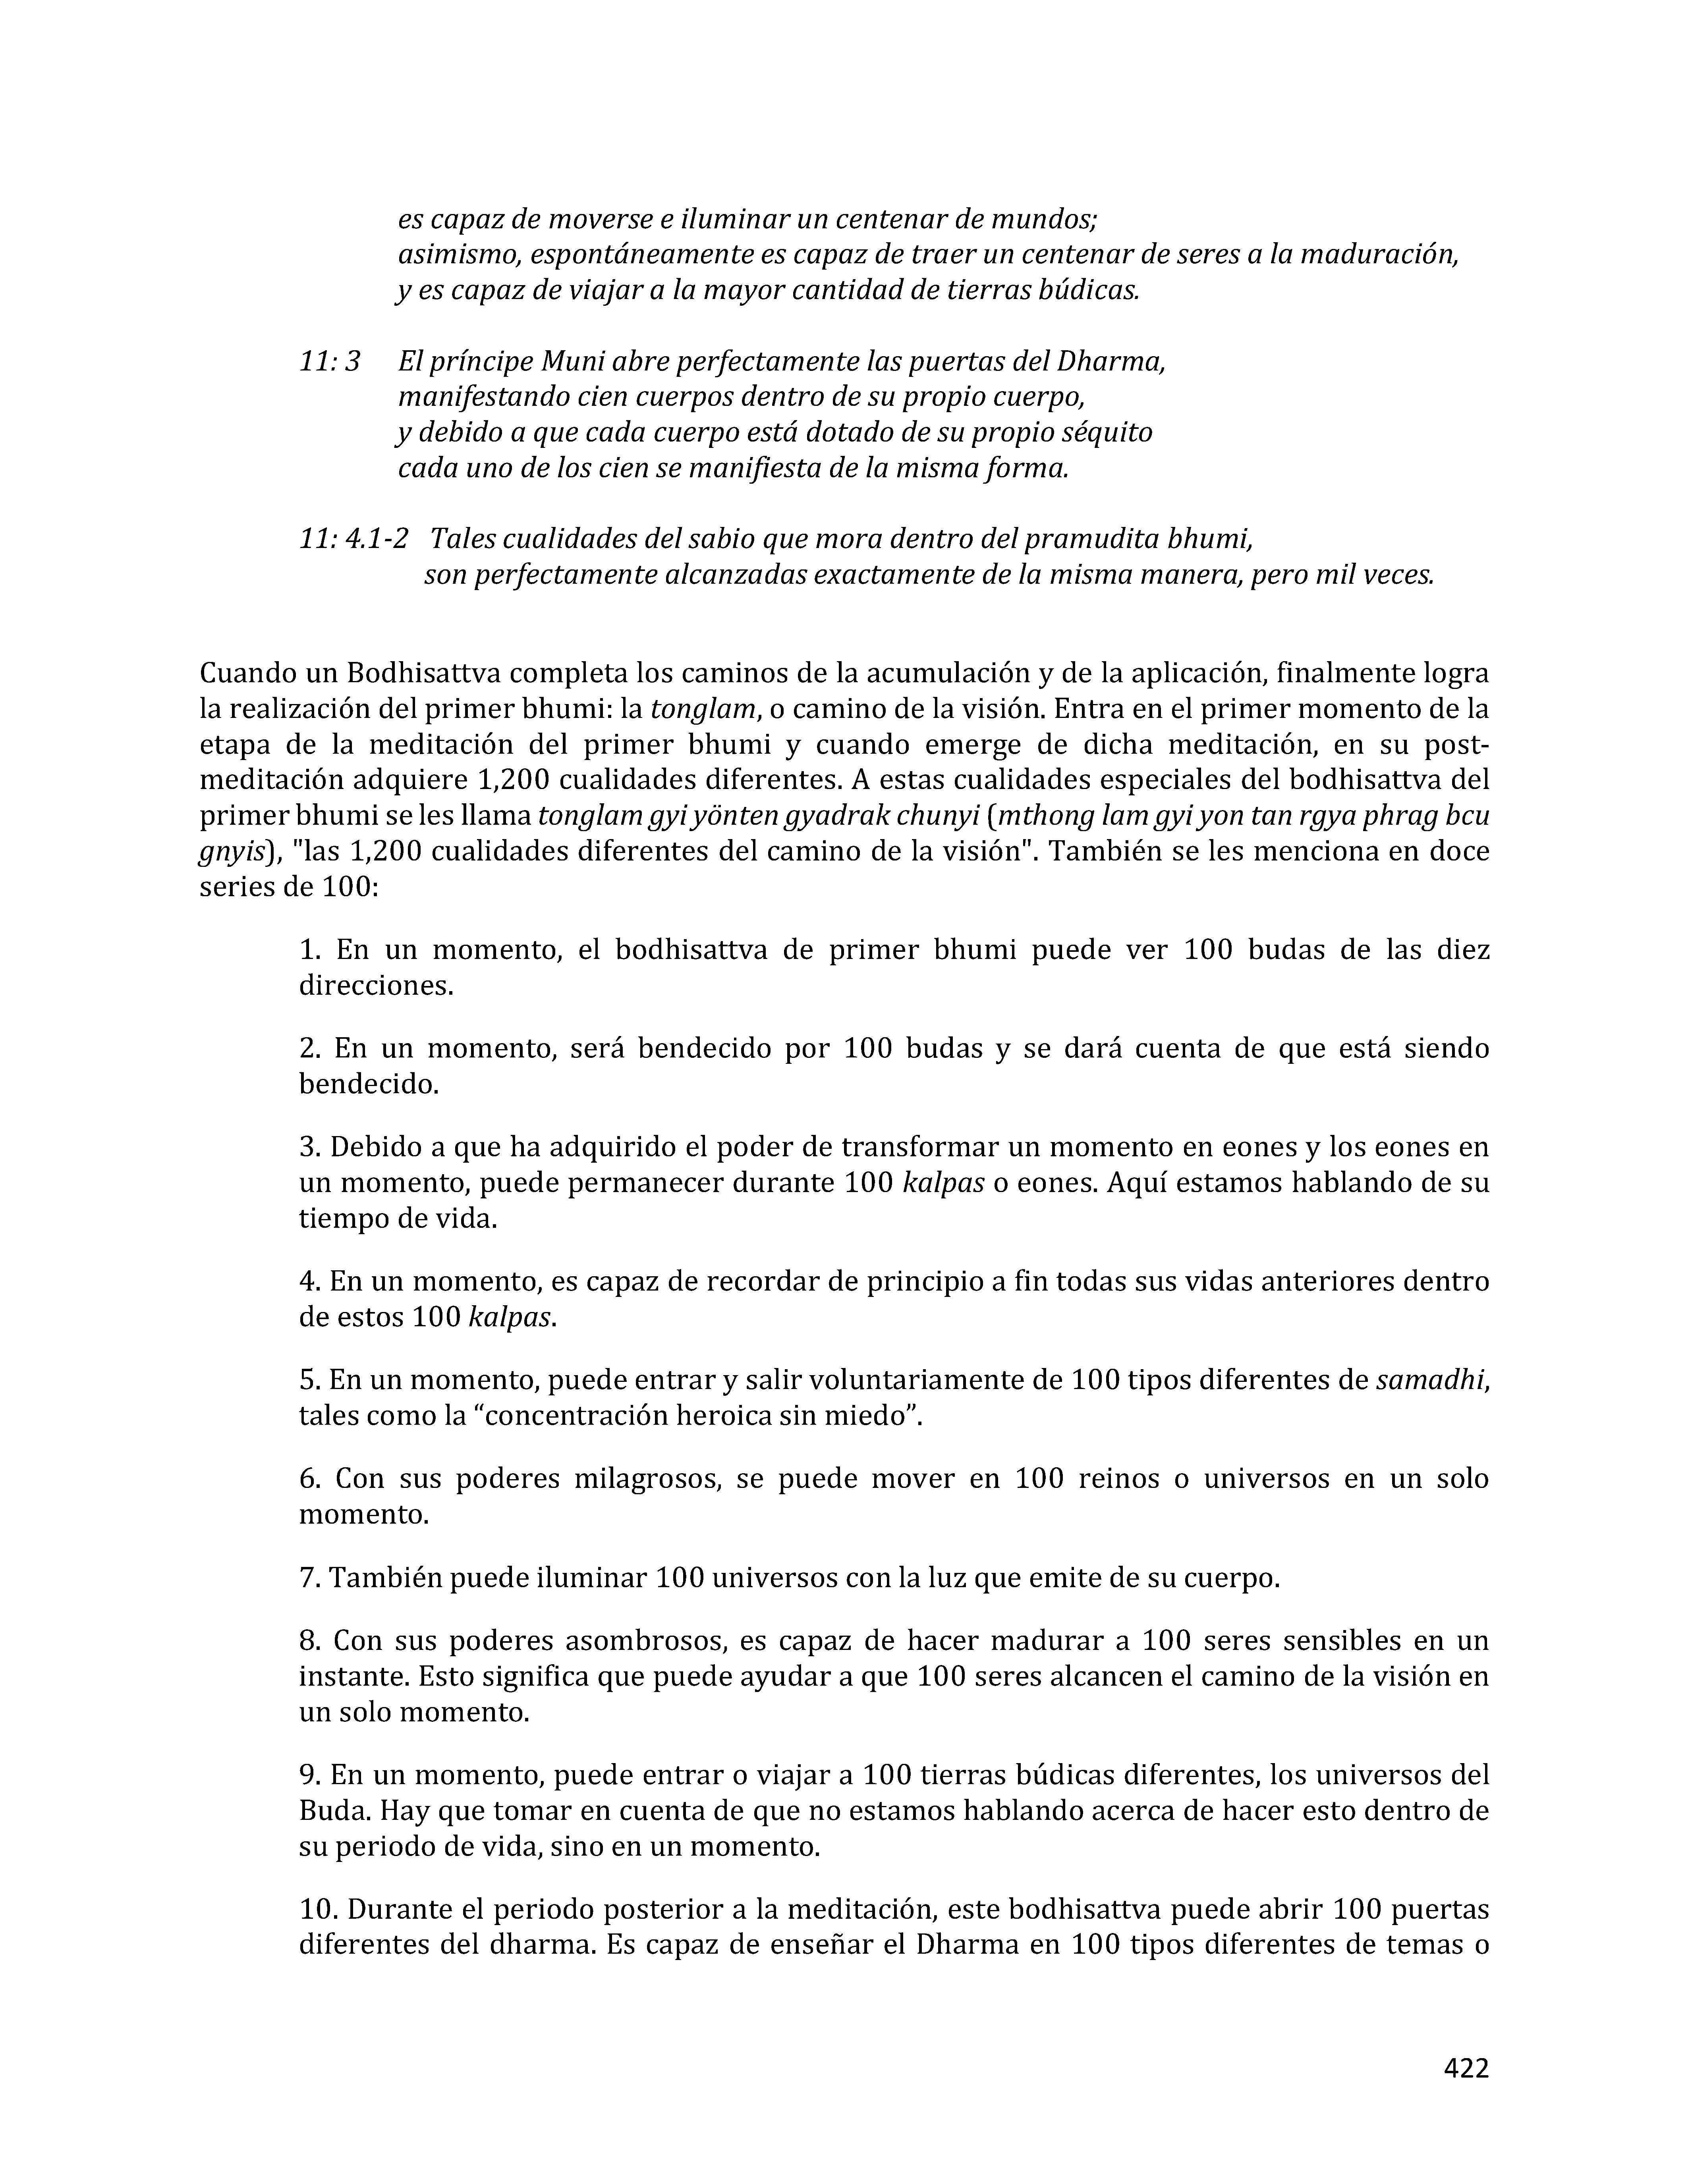 es capaz de moverse e iluminar un centenar de mundos;
asimismo, espontáneamente es capaz de traer un centenar de seres a la maduración,
y es capaz de viajar a la mayor cantidad de tierras búdicas.
11: 3 El príncipe Muni abre perfectamente las puertas del Dharma,
manifestando cien cuerpos dentro de su propio cuerpo,
y debido a que cada cuerpo está dotado de su propio séquito
cada uno de los cien se manifiesta de la misma forma.
11: 4.1-2 Tales cualidades del sabio que mora dentro del pramudita bhumi,
son perfectamente alcanzadas exactamente de la misma manera, pero mil veces.
Cuando un Bodhisattva completa los caminos de la acumulación y de la aplicación, finalmente logra
la realización del primer bhumi: la tonglam, o camino de la visión. Entra en el primer momento de la
etapa de la meditación del primer bhumi y cuando emerge de dicha meditación, en su post-
meditación adquiere 1,200 cualidades diferentes. A estas cualidades especiales del bodhisattva del
primer bhumi se les llama tonglam gyi yönten gyadrak chunyi (mthong lam gyi yon tan rgya phrag bcu
gnyis), "las 1,200 cualidades diferentes del camino de la visión". También se les menciona en doce
series de 100:
1. En un momento, el bodhisattva de primer bhumi puede ver 100 budas de las diez
direcciones.
2. En un momento, será bendecido por 100 budas y se dará cuenta de que está siendo
bendecido.
3. Debido a que ha adquirido el poder de transformar un momento en eones y los eones en
un momento, puede permanecer durante 100 kalpas o eones. Aquí estamos hablando de su
tiempo de vida.
4. En un momento, es capaz de recordar de principio a fin todas sus vidas anteriores dentro
de estos 100 kalpas.
5. En un momento, puede entrar y salir voluntariamente de 100 tipos diferentes de samadhi,
tales como la “concentración heroica sin miedo”.
6. Con sus poderes milagrosos, se puede mover en 100 reinos o universos en un solo
momento.
7. También puede iluminar 100 universos con la luz que emite de su cuerpo.
8. Con sus poderes asombrosos, es capaz de hacer madurar a 100 seres sensibles en un
instante. Esto significa que puede ayudar a que 100 seres alcancen el camino de la visión en
un solo momento.
9. En un momento, puede entrar o viajar a 100 tierras búdicas diferentes, los universos del
Buda. Hay que tomar en cuenta de que no estamos hablando acerca de hacer esto dentro de
su periodo de vida, sino en un momento.
10. Durante el periodo posterior a la meditación, este bodhisattva puede abrir 100 puertas
diferentes del dharma. Es capaz de enseñar el Dharma en 100 tipos diferentes de temas o
422